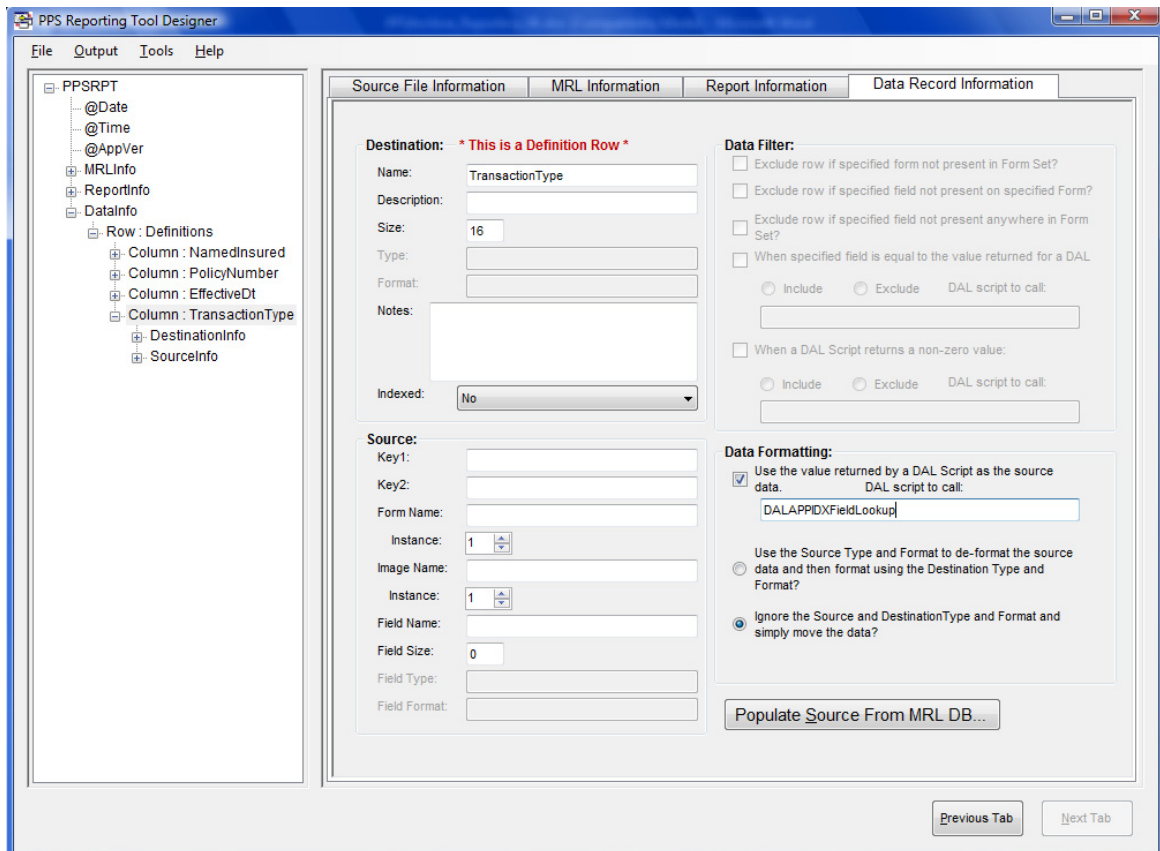 PPS Reporting Tool Designer
File Output Tools Help
PPSRPT
@Date
@Time
@AppVer
MRLInfo
ReportInfo
DataInfo
Row : Definitions
Column : NamedInsured
Column : PolicyNumber
Column : EffectiveDt
Column : TransactionType
DestinationInfo
SourceInfo
Source File Information MRL Information Report Information Data Record Information
Destination: * This is a Definition Row *
Name: TransactionType
Description:
Size: 16
Type:
Format:
Notes:
Indexed: No
Source:
Key1:
Key2:
Form Name:
Instance: 1
Image Name:
Instance: 1
Field Name:
Field Size: 0
Field Type:
Field Format:
Data Filter:
Exclude row if specified form not present in Form Set?
Exclude row if specified field not present on specified Form?
Exclude row if specified field not present anywhere in Form
Set?
When specified field is equal to the value returned for a DAL
Include Exclude DAL script to call:
When a DAL Script returns a non-zero value:
Include Exclude DAL script to call:
Data Formatting:
Use the value returned by a DAL Script as the source
data. DAL script to call:
DALAPPIDXFieldLookup
Use the Source Type and Format to de-format the source
data and then format using the Destination Type and
Format?
Ignore the Source and DestinationType and Format and
simply move the data?
Populate Source From MRL DB...
Previous Tab Next Tab